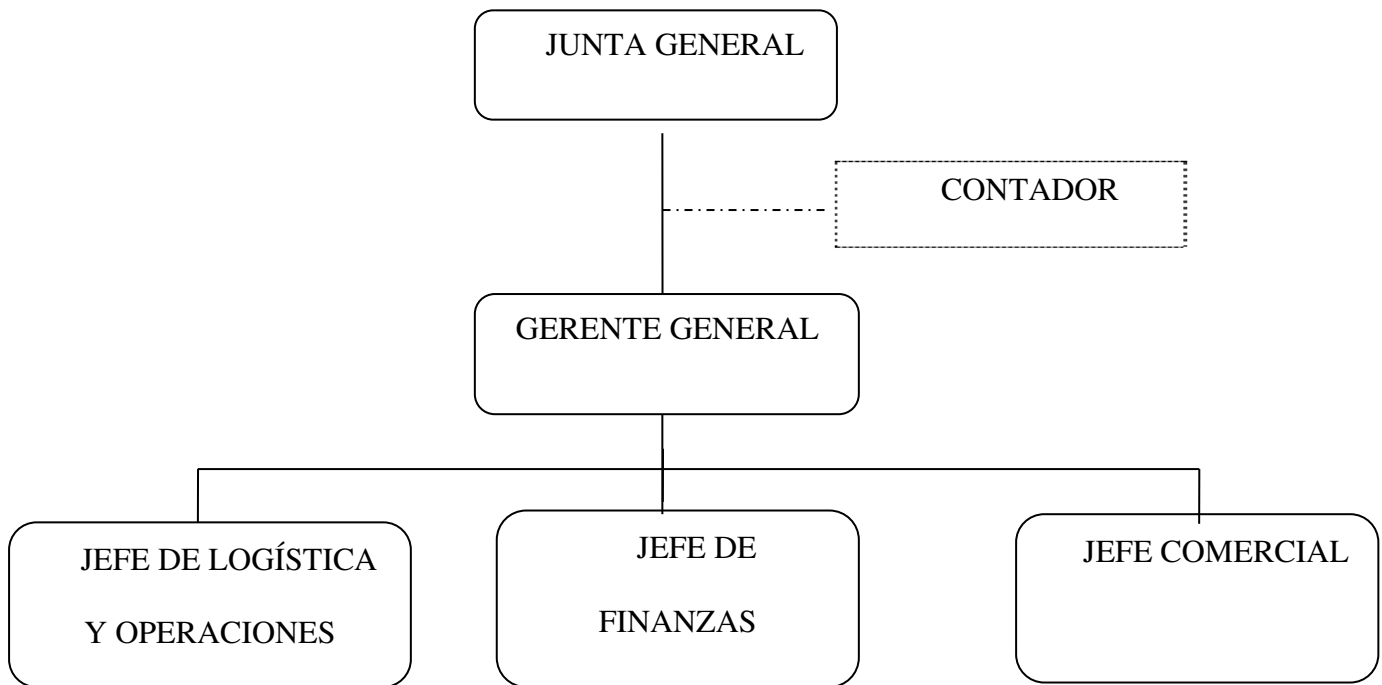 JUNTA GENERAL
CONTADOR
GERENTE GENERAL
JEFE DE LOGÍSTICA
Y OPERACIONES
JEFE DE
FINANZAS
JEFE COMERCIAL